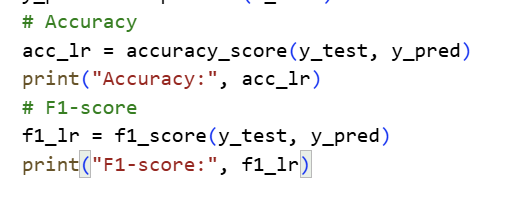 # Accuracy
acc_lr = accuracy_score(y_test, y_pred)
print("Accuracy:", acc_lr)
# F1-score
f1_lr = f1_score(y_test, y_pred)
print("F1-score:", f1_lr)